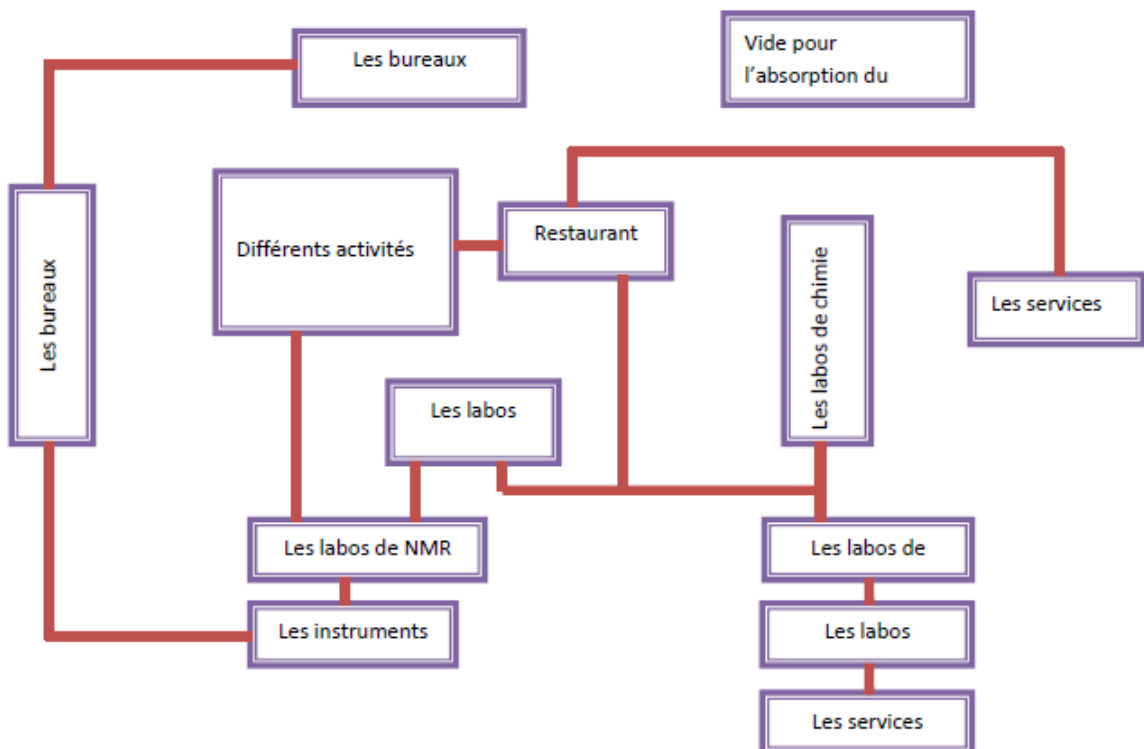 Les bureaux
Vide pour
l'absorption du
Différents activités
Restaurant
Les bureaux
Les labos de chimie
Les services
Les labos
Les labos de NMR
Les labos de
Les instruments
Les labos
Les services